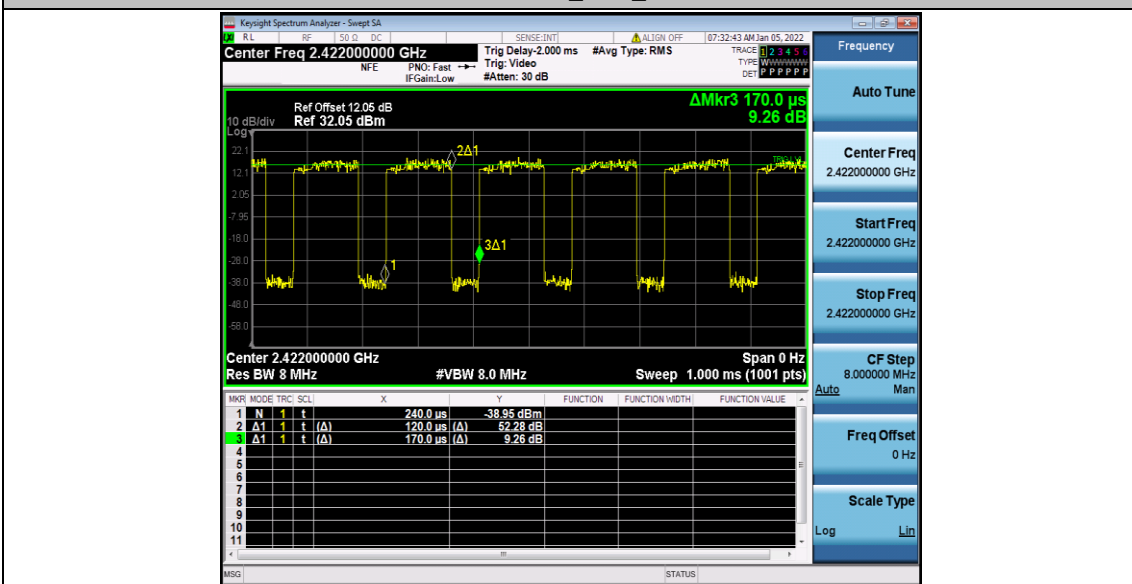 Keysight Spectrum Analyzer - Swept SA
RL RF 50 Ω DC SENSE:INT ALIGN OFF 07:32:43 AM Jan 05, 2022
Center Freq 2.422000000 GHz
NFE PNO: Fast IFGain:Low
Trig Delay-2.000 ms #Avg Type: RMS
Trig: Video
#Atten: 30 dB
TRACE 1 2 3 4 5 6
TYPE WWWWWW
DET P P P P P P
ΔMkr3 170.0 µs
9.26 dB
Ref Offset 12.05 dB
10 dB/div Ref 32.05 dBm
Log
22.1
12.1
2.05
-7.95
-18.0
-28.0
-38.0
-48.0
-58.0
2Δ1
3Δ1
1
Center 2.422000000 GHz Span 0 Hz
Res BW 8 MHz #VBW 8.0 MHz Sweep 1.000 ms (1001 pts)
MKR MODE TRC SCL X Y FUNCTION FUNCTION WIDTH FUNCTION VALUE
1 N 1 t 240.0 µs -38.95 dBm
2 Δ1 1 t (Δ) 120.0 µs (Δ) 52.28 dB
3 Δ1 1 t (Δ) 170.0 µs (Δ) 9.26 dB
4
5
6
7
8
9
10
11
MSG STATUS
Frequency
Auto Tune
Center Freq
2.422000000 GHz
Start Freq
2.422000000 GHz
Stop Freq
2.422000000 GHz
CF Step
8.000000 MHz
Auto Man
Freq Offset
0 Hz
Scale Type
Log Lin